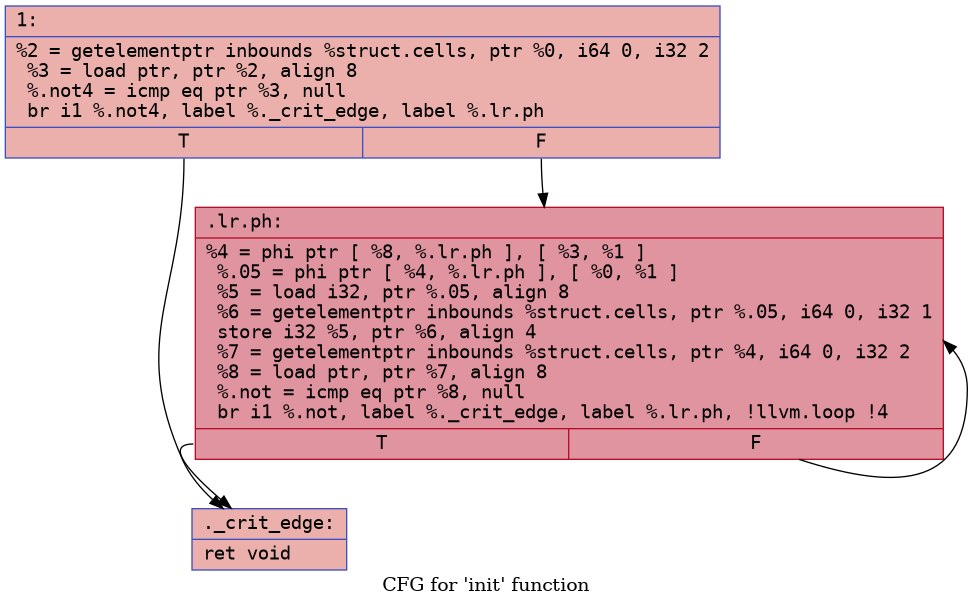 1:
%2 = getelementptr inbounds %struct.cells, ptr %0, i64 0, i32 2
%3 = load ptr, ptr %2, align 8
%.not4 = icmp eq ptr %3, null
br i1 %.not4, label %._crit_edge, label %.lr.ph
T F
.lr.ph:
%4 = phi ptr [ %8, %.lr.ph ], [ %3, %1 ]
%.05 = phi ptr [ %4, %.lr.ph ], [ %0, %1 ]
%5 = load i32, ptr %.05, align 8
%6 = getelementptr inbounds %struct.cells, ptr %.05, i64 0, i32 1
store i32 %5, ptr %6, align 4
%7 = getelementptr inbounds %struct.cells, ptr %4, i64 0, i32 2
%8 = load ptr, ptr %7, align 8
%.not = icmp eq ptr %8, null
br i1 %.not, label %._crit_edge, label %.lr.ph, !llvm.loop !4
T F
._crit_edge:
ret void
CFG for 'init' function